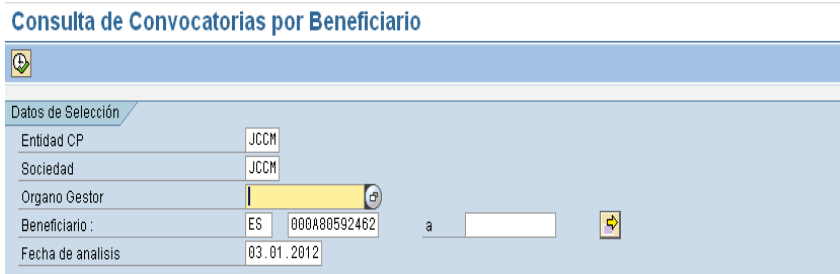 Consulta de Convocatorias por Beneficiario
Datos de Selección
Entidad CP JCCM
Sociedad JCCM
Organo Gestor
Beneficiario : ES 000A80592462 a
Fecha de analisis 03.01.2012